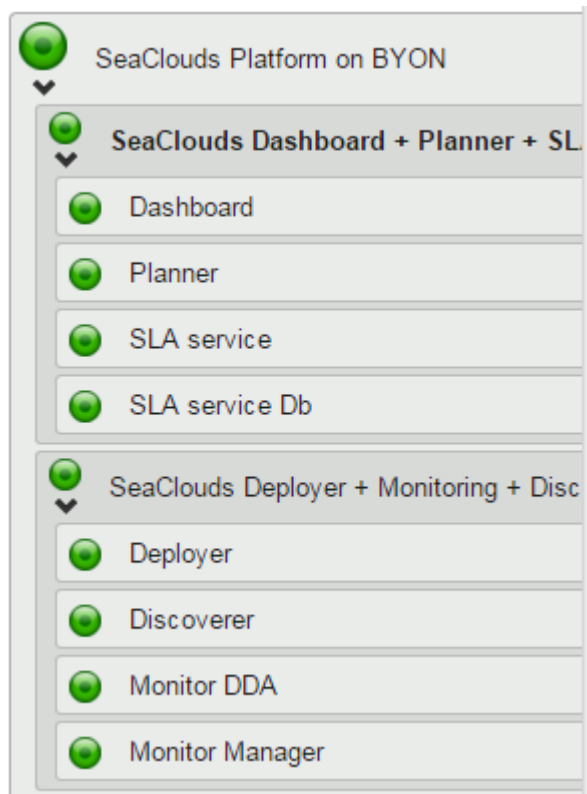 SeaClouds Platform on BYON
SeaClouds Dashboard + Planner + SL
Dashboard
Planner
SLA service
SLA service Db
SeaClouds Deployer + Monitoring + Disc
Deployer
Discoverer
Monitor DDA
Monitor Manager